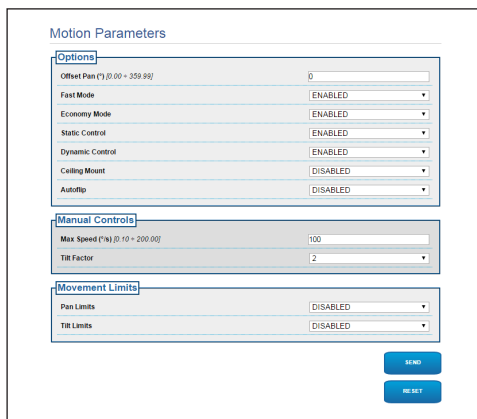 Motion Parameters
Options
Offset Pan (°) [0.00 ÷ 359.99] 0
Fast Mode ENABLED
Economy Mode ENABLED
Static Control ENABLED
Dynamic Control ENABLED
Ceiling Mount DISABLED
Autoflip DISABLED
Manual Controls
Max Speed (°/s) [0.10 ÷ 200.00] 100
Tilt Factor 2
Movement Limits
Pan Limits DISABLED
Tilt Limits DISABLED
SEND
RESET